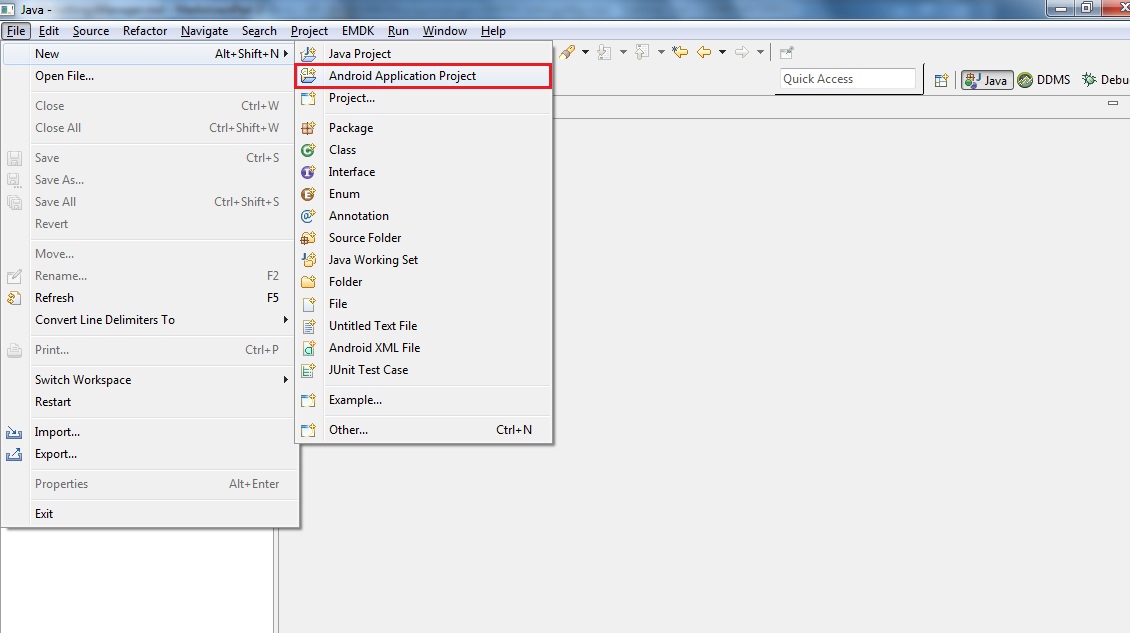 Java -
File Edit Source Refactor Navigate Search Project EMDK Run Window Help
New Alt+Shift+N
Open File...
Close Ctrl+W
Close All Ctrl+Shift+W
Save Ctrl+S
Save As...
Save All Ctrl+Shift+S
Revert
Move...
Rename... F2
Refresh F5
Convert Line Delimiters To
Print... Ctrl+P
Switch Workspace
Restart
Import...
Export...
Properties Alt+Enter
Exit
Java Project
Android Application Project
Project...
Package
Class
Interface
Enum
Annotation
Source Folder
Java Working Set
Folder
File
Untitled Text File
Android XML File
JUnit Test Case
Example...
Other... Ctrl+N
Quick Access
Java DDMS Debu